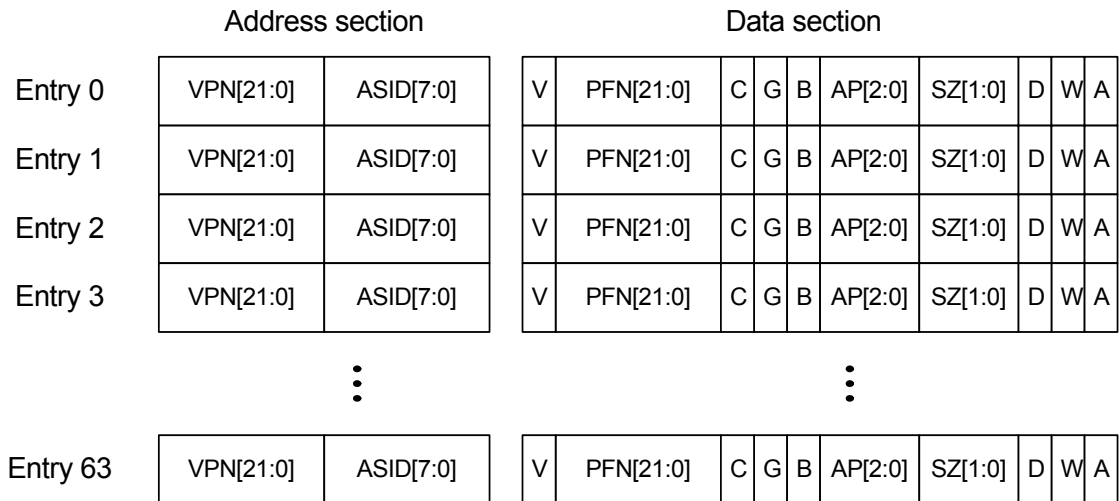 Address section Data section
Entry 0 VPN[21:0] ASID[7:0] V PFN[21:0] C G B AP[2:0] SZ[1:0] D W A
Entry 1 VPN[21:0] ASID[7:0] V PFN[21:0] C G B AP[2:0] SZ[1:0] D W A
Entry 2 VPN[21:0] ASID[7:0] V PFN[21:0] C G B AP[2:0] SZ[1:0] D W A
Entry 3 VPN[21:0] ASID[7:0] V PFN[21:0] C G B AP[2:0] SZ[1:0] D W A
Entry 63 VPN[21:0] ASID[7:0] V PFN[21:0] C G B AP[2:0] SZ[1:0] D W A